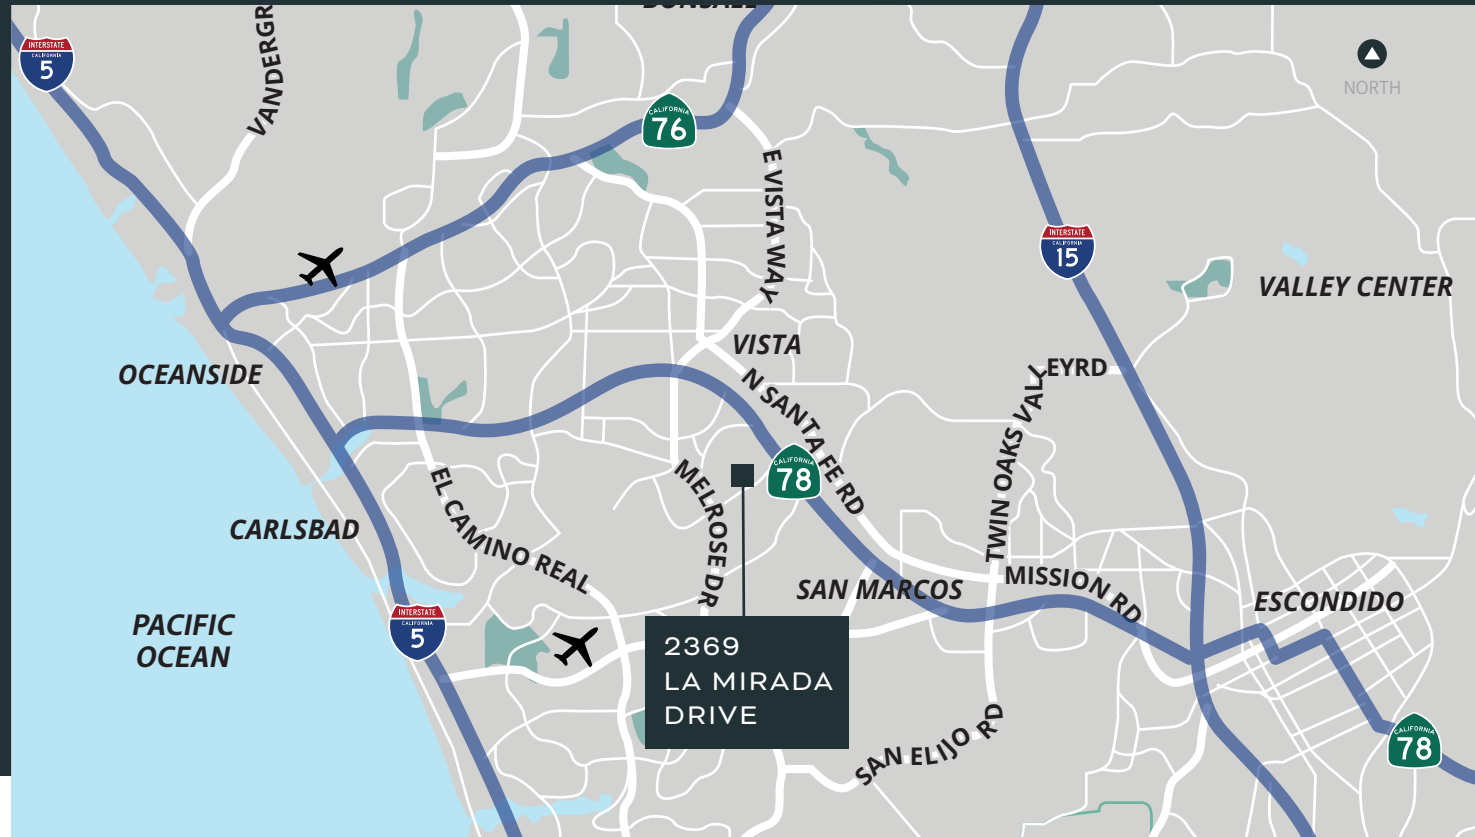 BONSALL
INTERSTATE
CALIFORNIA
5
VANDERGR
CALIFORNIA
76
NORTH
E VISTA WAY
INTERSTATE
CALIFORNIA
15
VALLEY CENTER
VISTA
OCEANSIDE
N SANTA FE RD
TWIN OAKS VALLEYRD
CALIFORNIA
78
MELROSE DR
EL CAMINO REAL
CARLSBAD
SAN MARCOS
MISSION RD
ESCONDIDO
INTERSTATE
CALIFORNIA
5
PACIFIC
OCEAN
2369
LA MIRADA
DRIVE
SAN ELIJO RD
CALIFORNIA
78